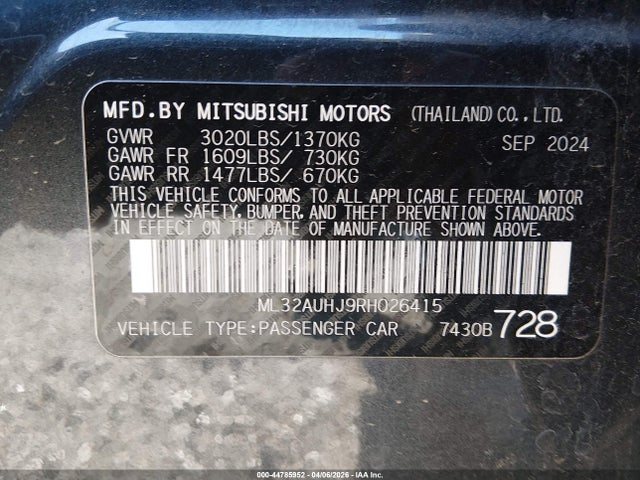 MFD.BY MITSUBISHI MOTORS (THAILAND)CO.,LTD.
GVWR 3020LBS/1370KG SEP 2024
GAWR FR 1609LBS/ 730KG
GAWR RR 1477LBS/ 670KG
THIS VEHICLE CONFORMS TO ALL APPLICABLE FEDERAL MOTOR
VEHICLE SAFETY, BUMPER, AND THEFT PREVENTION STANDARDS
IN EFFECT ON THE DATE OF MANUFACTURE SHOWN ABOVE.
ML32AUHJ9RH026415
VEHICLE TYPE:PASSENGER CAR 7430B 728
000-44785952 - 04/06/2026 - IAA Inc.